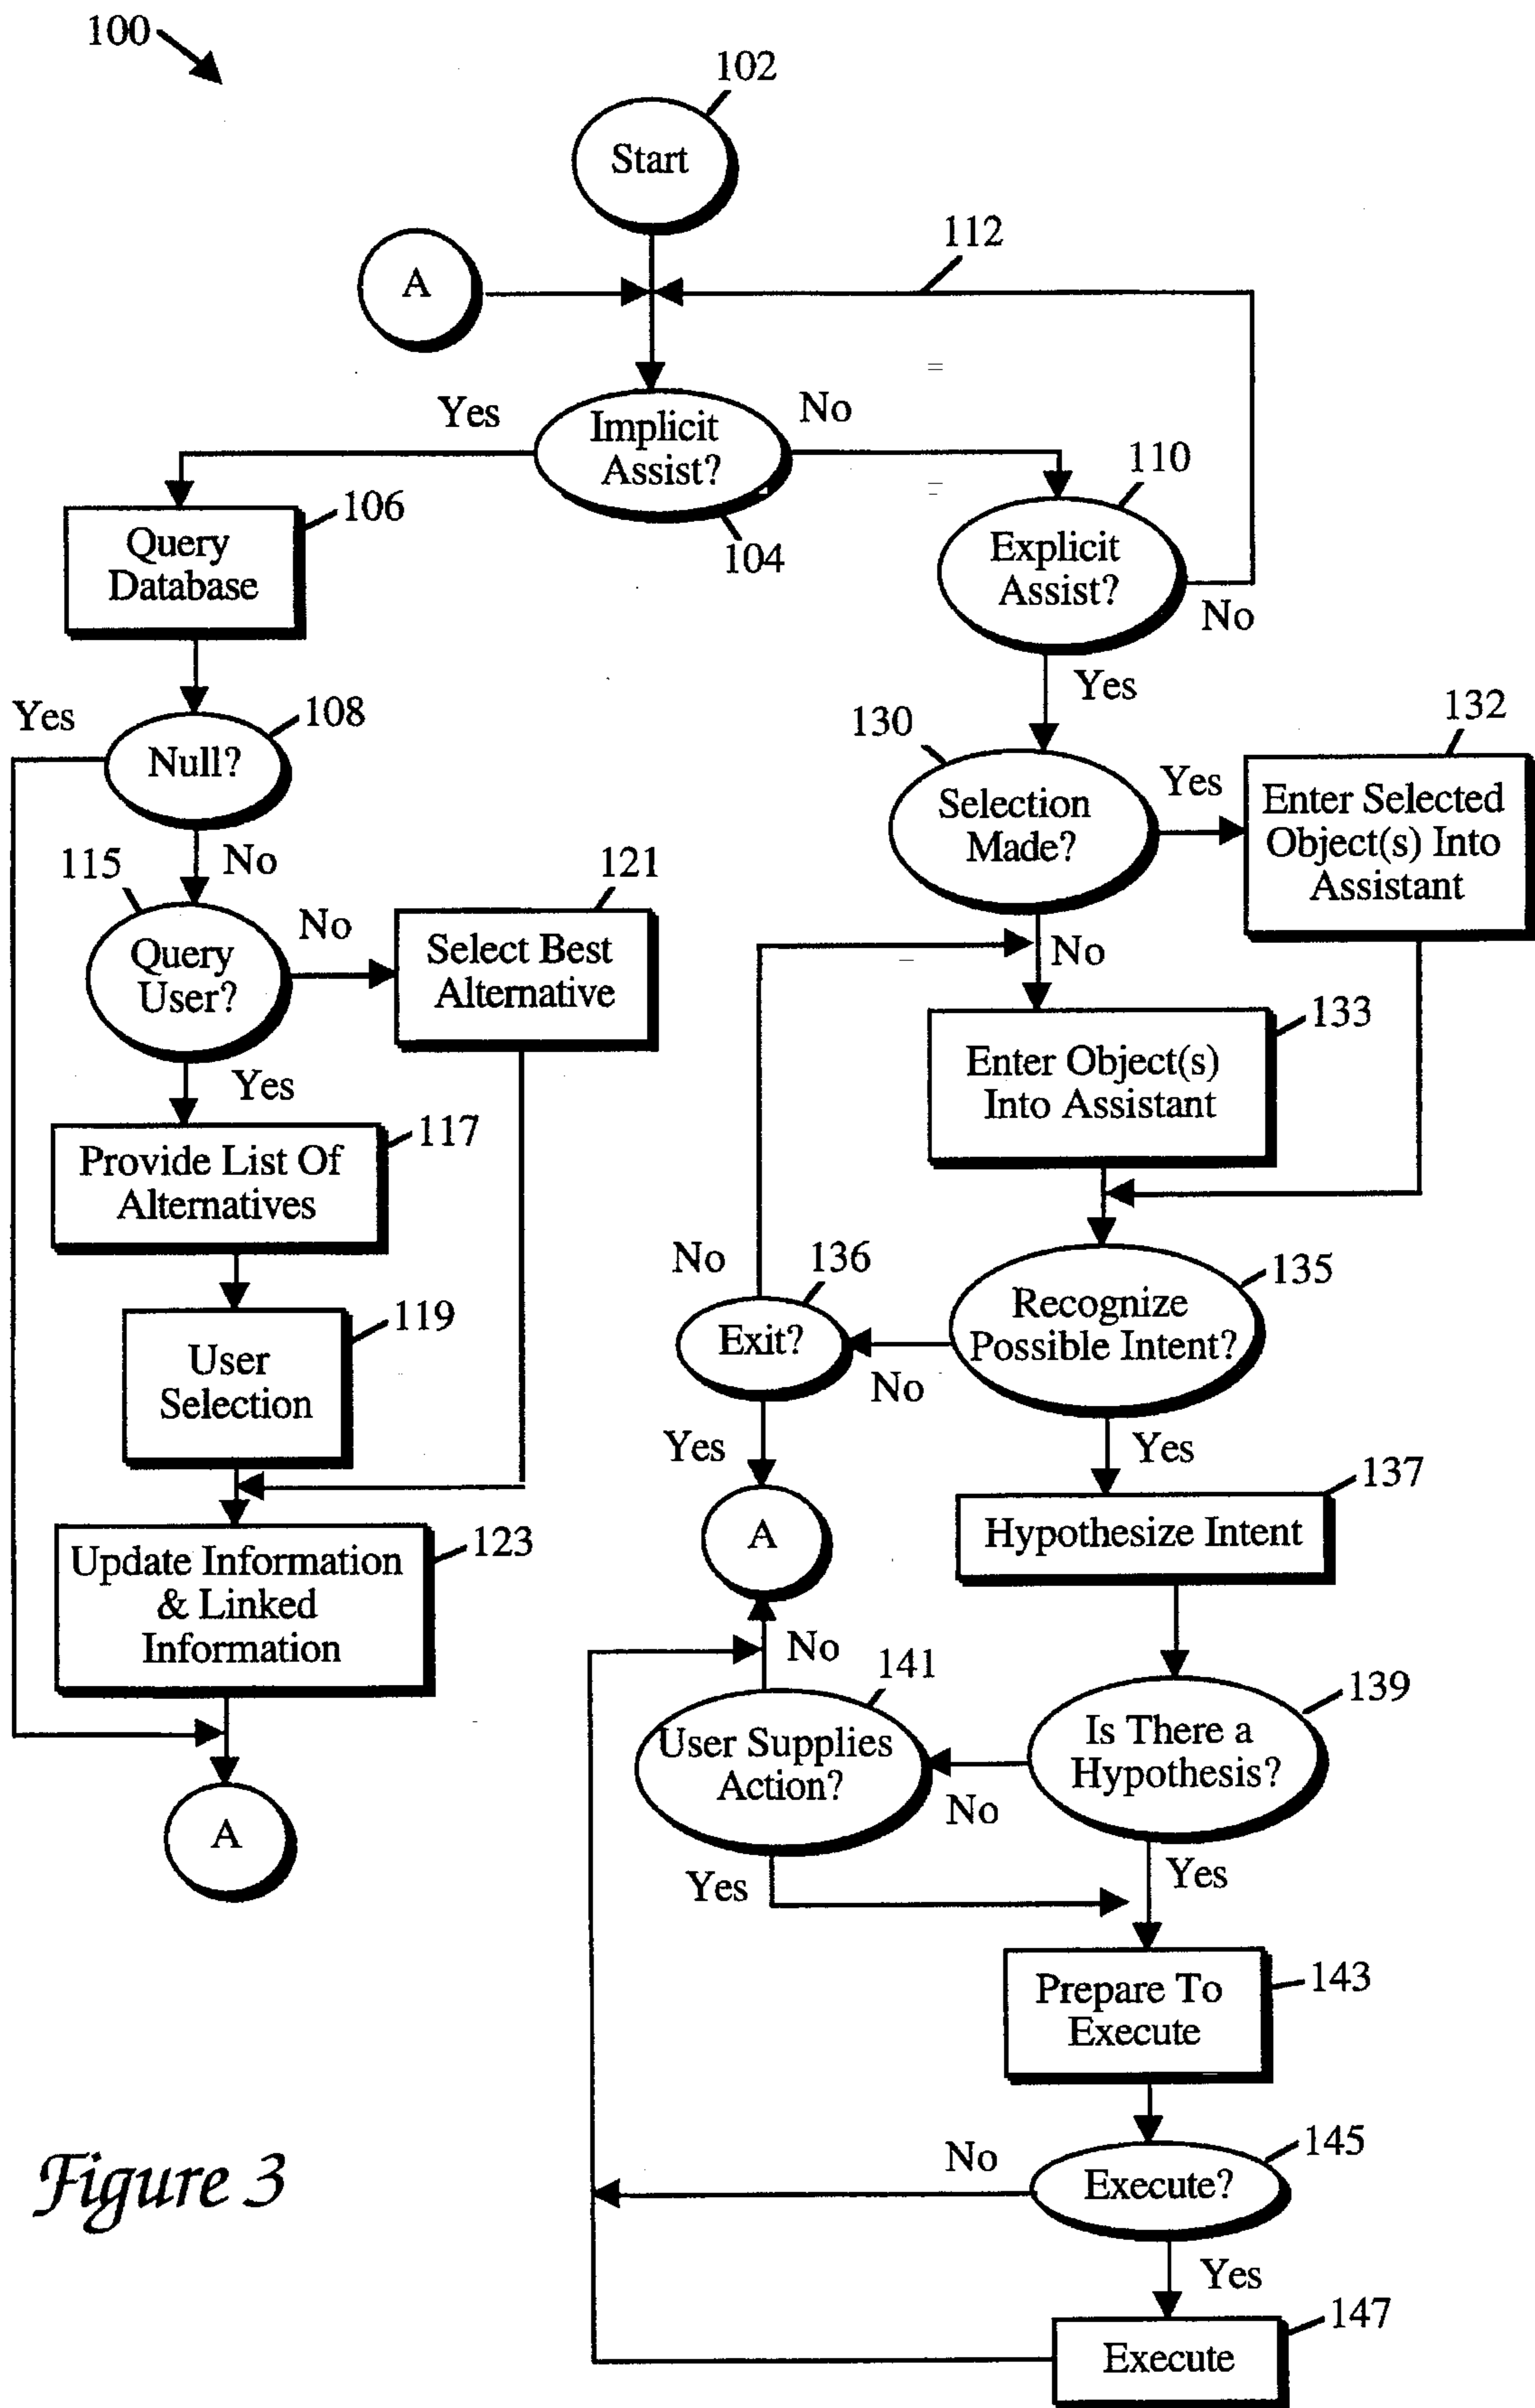 100
102
Start
112
A
Yes
Implicit
Assist?
No
104
110
Explicit
Assist?
No
106
Query
Database
Yes
Yes
108
Null?
No
130
Selection
Made?
Yes
132
Enter Selected
Object(s) Into
Assistant
115
Query
User?
No
121
Select Best
Alternative
No
133
Enter Object(s)
Into Assistant
Yes
117
Provide List Of
Alternatives
119
User
Selection
No
136
Exit?
No
135
Recognize
Possible Intent?
Yes
Yes
A
137
Hypothesize Intent
123
Update Information
& Linked
Information
A
No
141
User Supplies
Action?
No
139
Is There a
Hypothesis?
Yes
Yes
143
Prepare To
Execute
No
145
Execute?
Yes
147
Execute
Figure 3